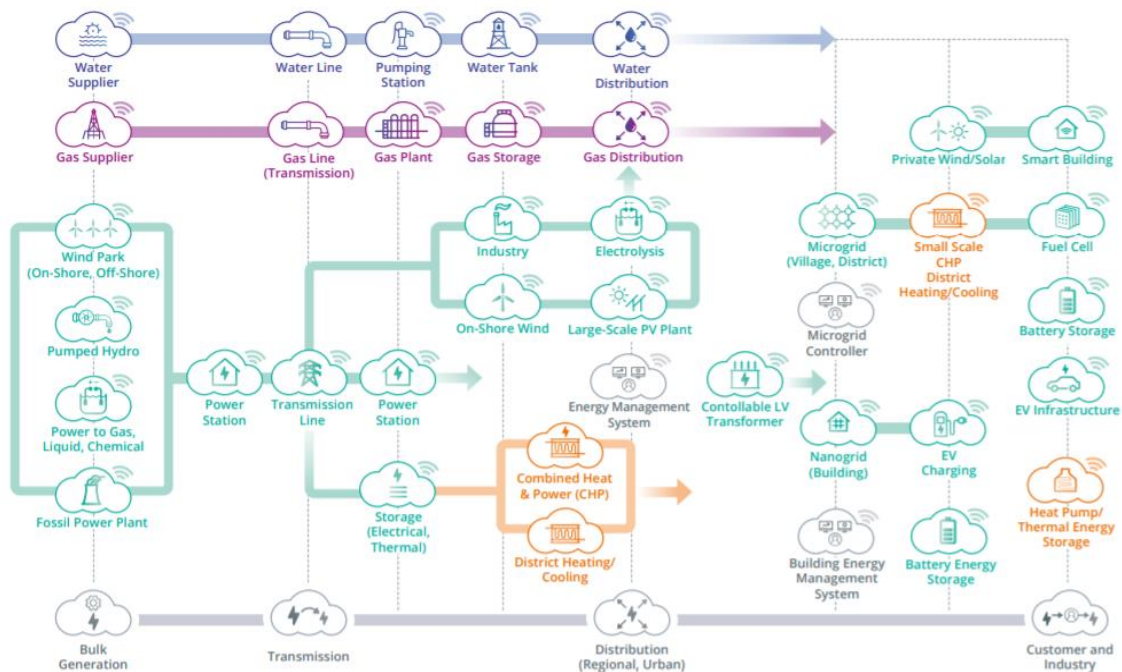 Water
Supplier
Water Line
Pumping
Station
Water Tank
Water
Distribution
Gas Supplier
Gas Line
(Transmission)
Gas Plant
Gas Storage
Gas Distribution
Private Wind/Solar
Smart Building
Wind Park
(On-Shore, Off-Shore)
Industry
Electrolysis
Microgrid
(Village, District)
Small Scale
CHP
District
Heating/Cooling
Fuel Cell
Pumped Hydro
On-Shore Wind
Large-Scale PV Plant
Microgrid
Controller
Battery Storage
Power to Gas,
Liquid, Chemical
Power
Station
Transmission
Line
Power
Station
Energy Management
System
Contollable LV
Transformer
EV Infrastructure
Nanogrid
(Building)
EV
Charging
Fossil Power Plant
Storage
(Electrical,
Thermal)
Combined Heat
& Power (CHP)
District Heating/
Cooling
Heat Pump/
Thermal Energy
Storage
Building Energy
Management
System
Battery Energy
Storage
Bulk
Generation
Transmission
Distribution
(Regional, Urban)
Customer and
Industry